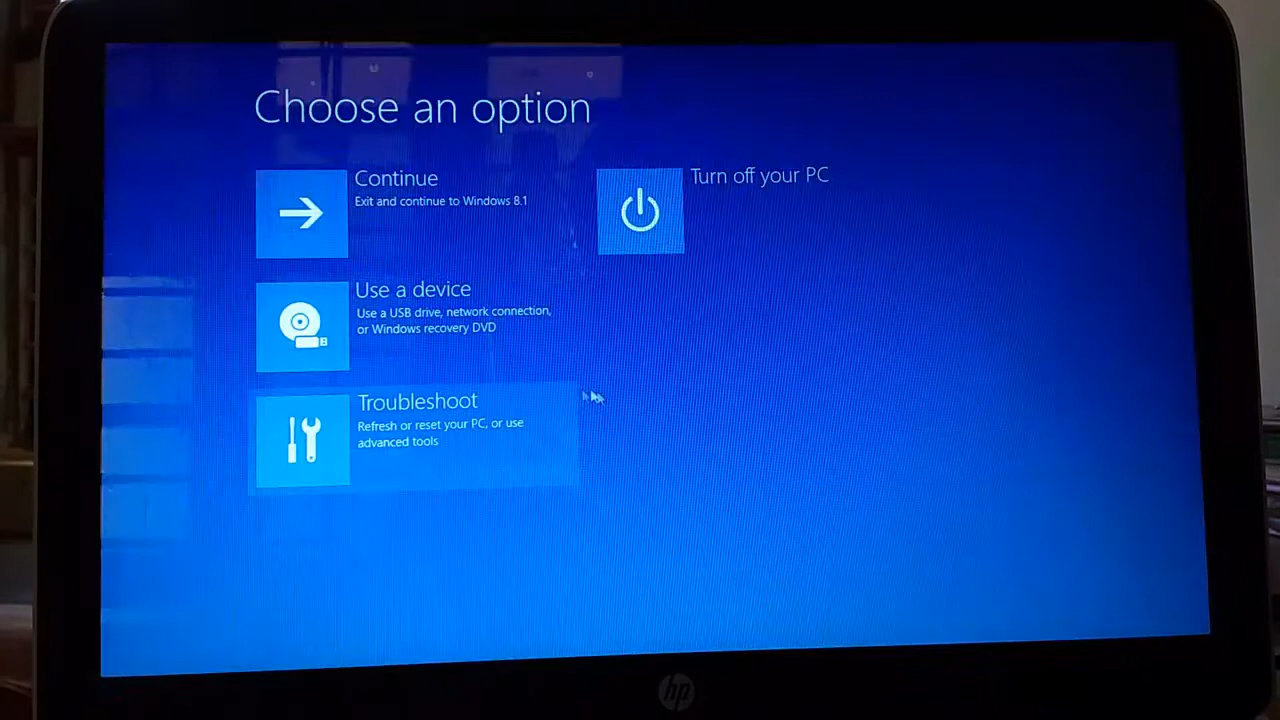 Choose an option
Continue
Exit and continue to Windows 8.1
Turn off your PC
Use a device
Use a USB drive, network connection,
or Windows recovery DVD
Troubleshoot
Refresh or reset your PC, or use
advanced tools
hp